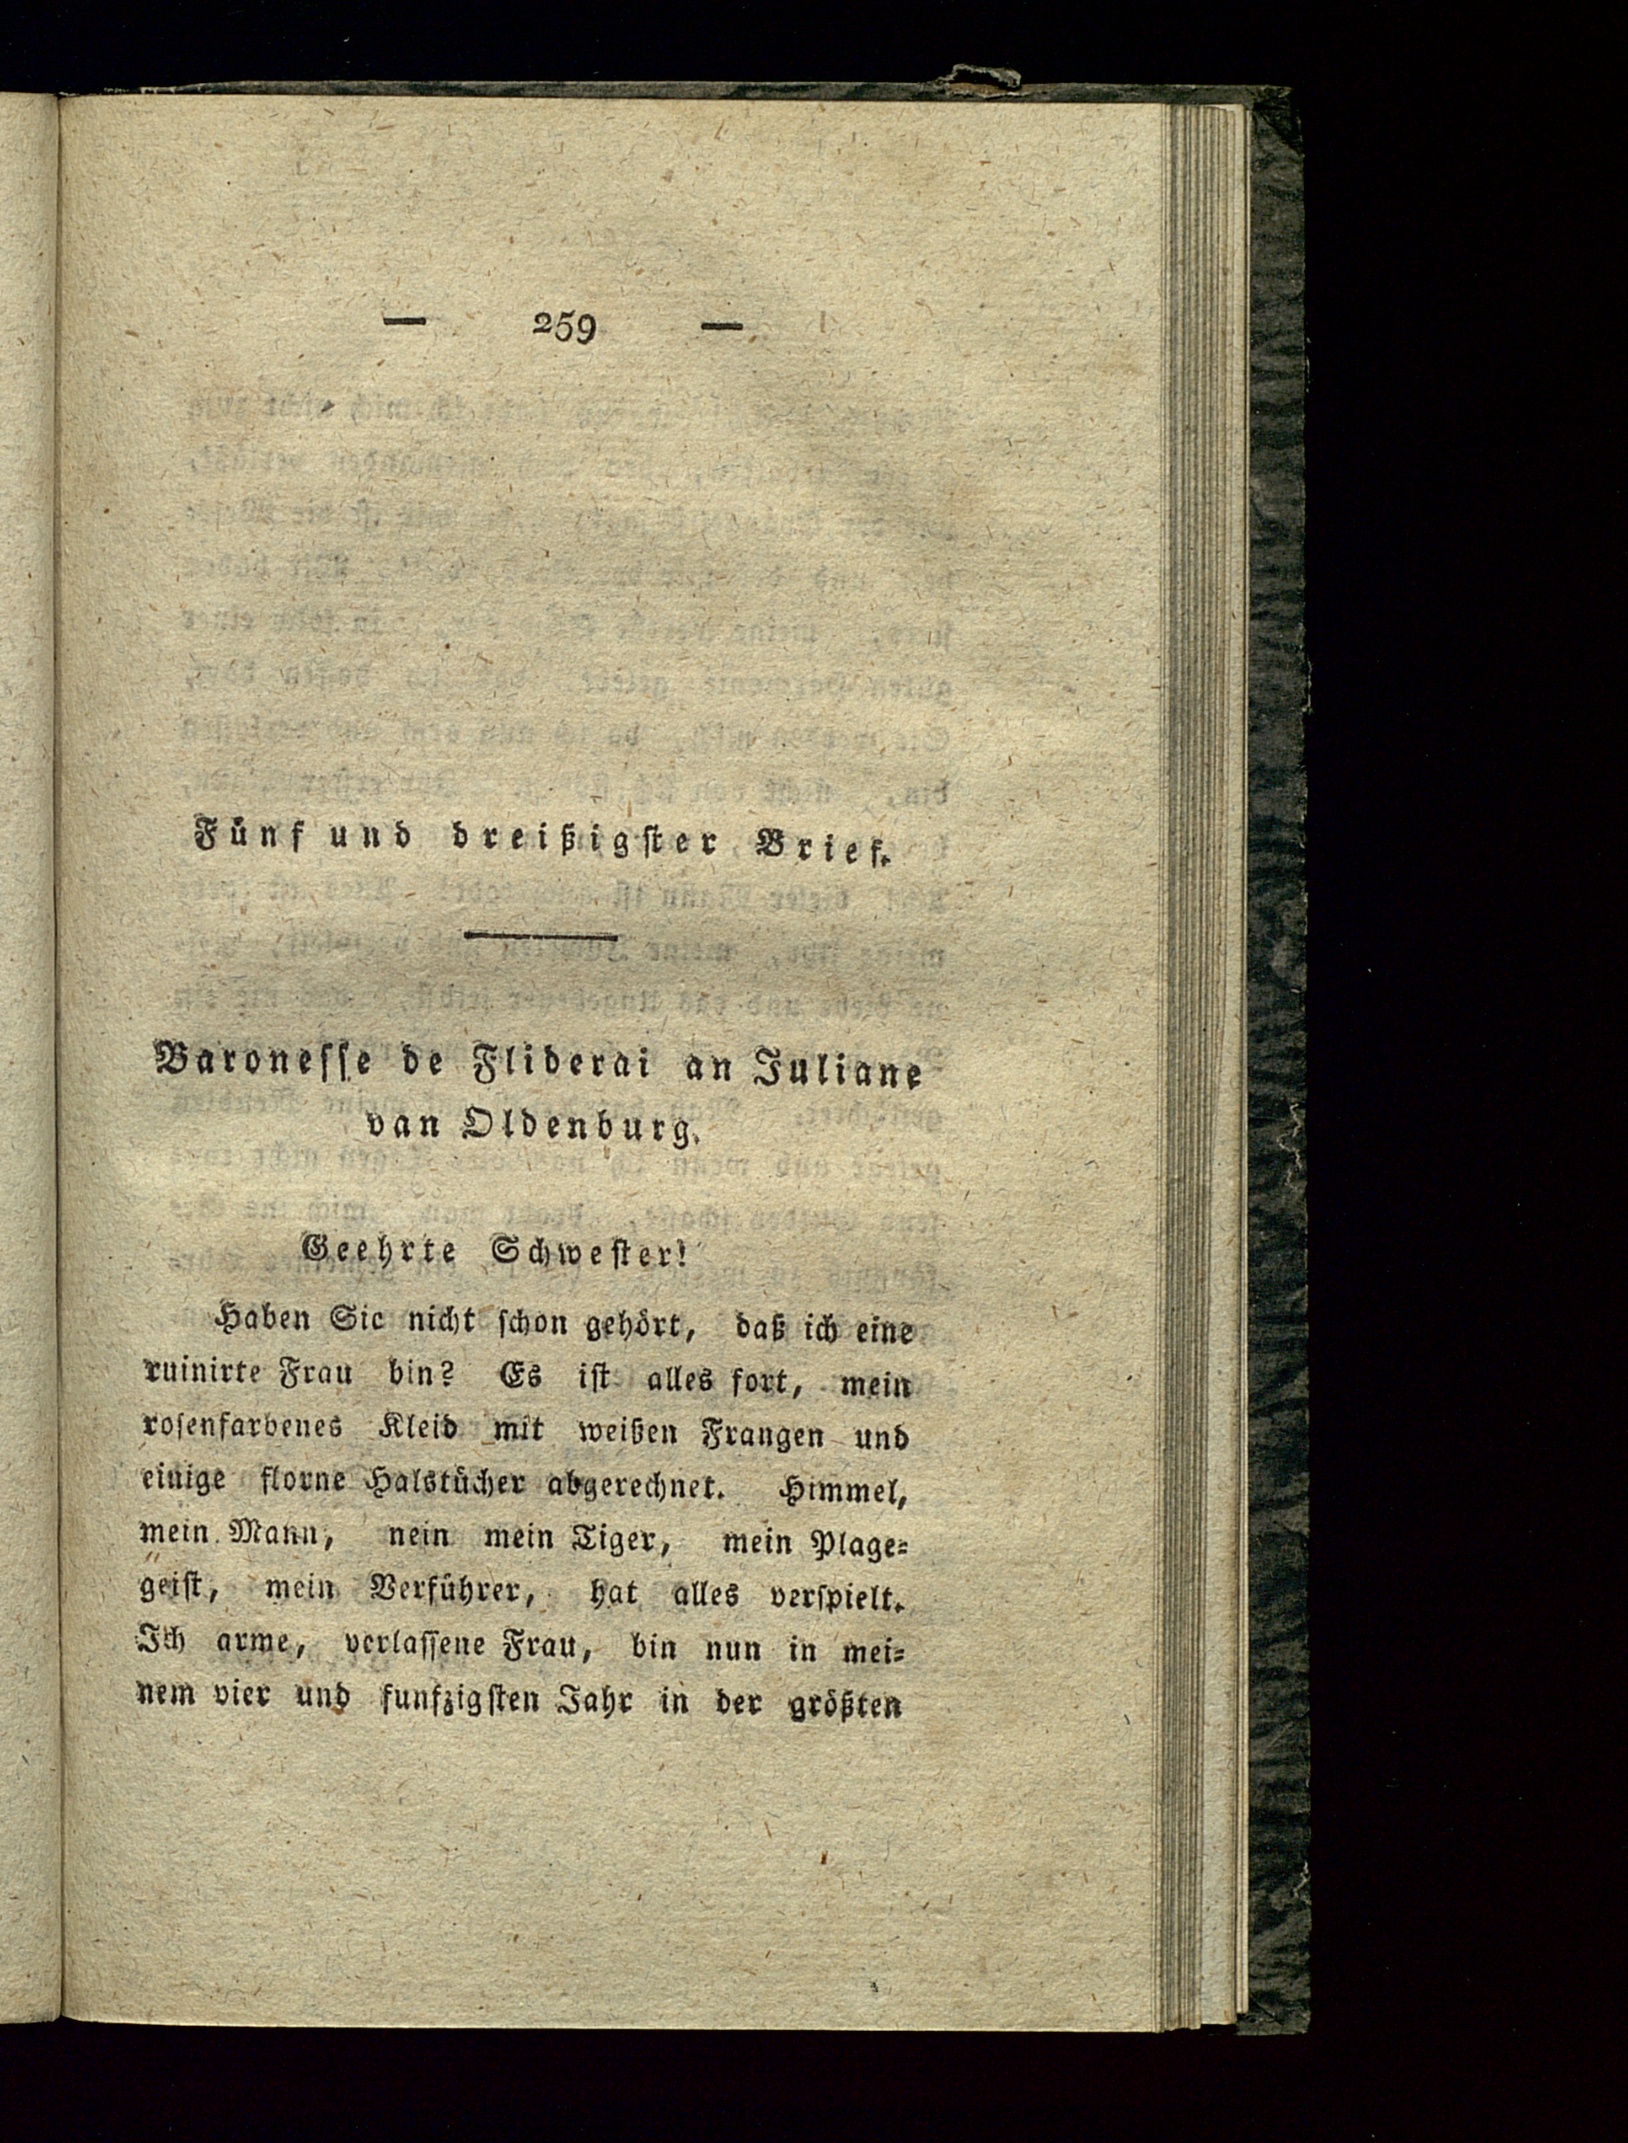 — 259 —
Fünf und dreißigster Brief.
Baronesse de Fliderai an Juliane
van Oldenburg.
Geehrte Schwester!
Haben Sie nicht schon gehört, daß ich eine
ruinirte Frau bin? Es ist alles fort, mein
rosenfarbenes Kleid mit weißen Frangen und
einige florne Halstücher abgerechnet. Himmel,
mein Mann, nein mein Tiger, mein Plage-
geist, mein Verführer, hat alles verspielt.
Ich arme, verlassene Frau, bin nun in mei-
nem vier und funfzigsten Jahr in der größten